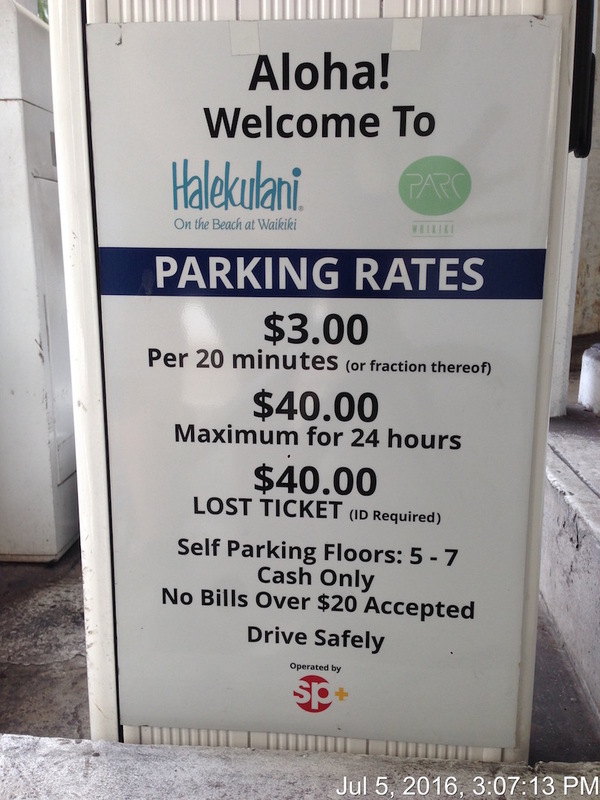 Aloha!
Welcome To
Halekulani®
On the Beach at Waikiki
PARC
WAIKIKI
PARKING RATES
$3.00
Per 20 minutes (or fraction thereof)
$40.00
Maximum for 24 hours
$40.00
LOST TICKET (ID Required)
Self Parking Floors: 5 - 7
Cash Only
No Bills Over $20 Accepted
Drive Safely
Operated by
sp+
Jul 5, 2016, 3:07:13 PM